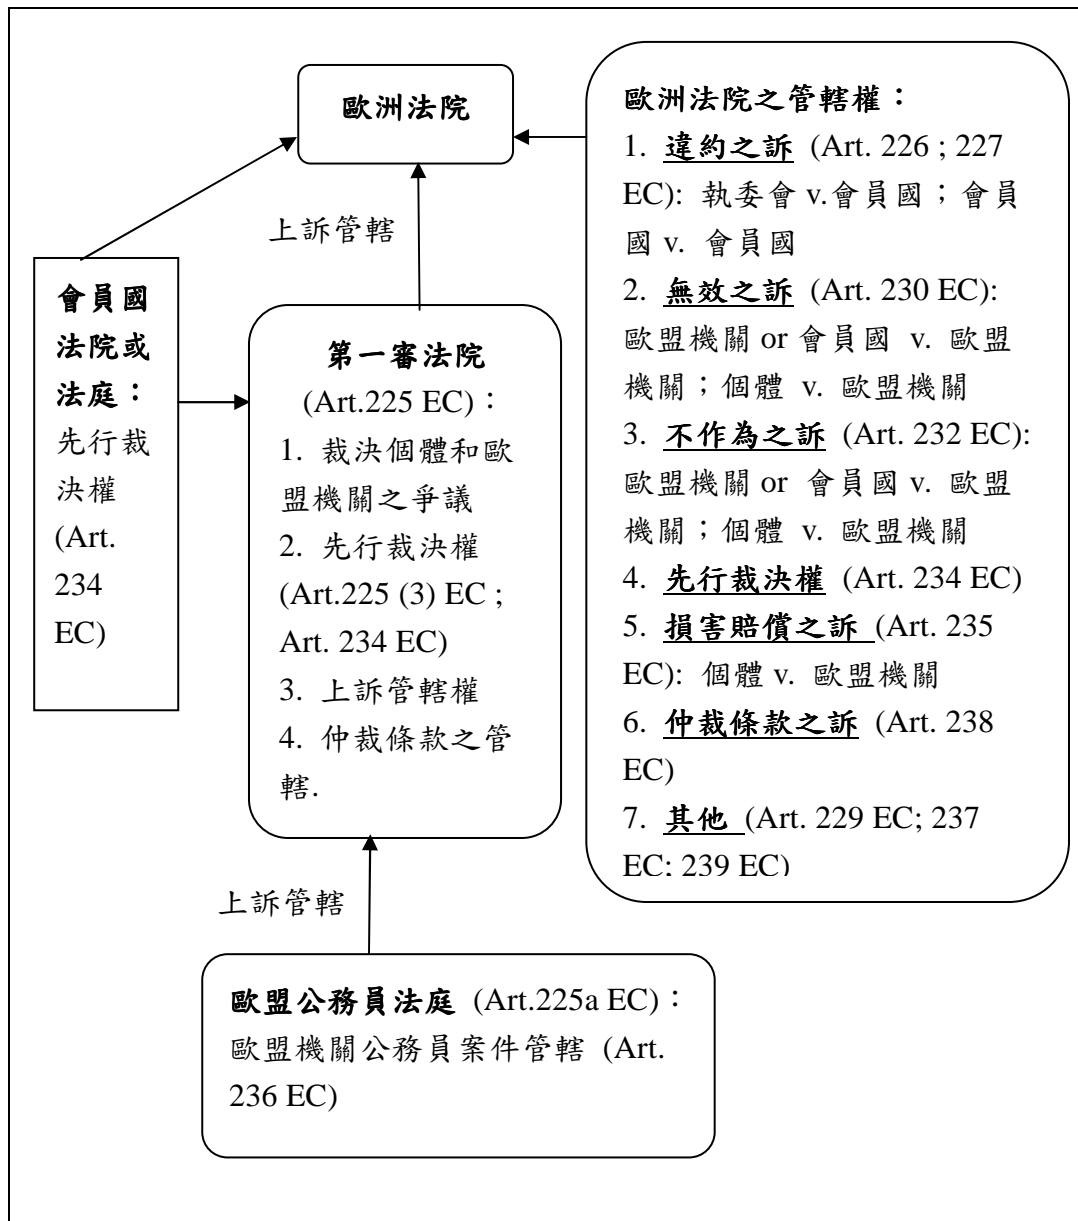 歐洲法院
歐洲法院之管轄權：
1. 違約之訴 (Art. 226 ; 227
EC): 執委會 v.會員國；會員
國 v. 會員國
2. 無效之訴 (Art. 230 EC):
歐盟機關 or 會員國 v. 歐盟
機關；個體 v. 歐盟機關
3. 不作為之訴 (Art. 232 EC):
歐盟機關 or 會員國 v. 歐盟
機關；個體 v. 歐盟機關
4. 先行裁決權 (Art. 234 EC)
5. 損害賠償之訴 (Art. 235
EC): 個體 v. 歐盟機關
6. 仲裁條款之訴 (Art. 238
EC)
7. 其他 (Art. 229 EC; 237
EC; 239 EC)
上訴管轄
會員國
法院或
法庭：
先行裁
決權
(Art.
234
EC)
第一審法院
(Art.225 EC)：
1. 裁決個體和歐
盟機關之爭議
2. 先行裁決權
(Art.225 (3) EC ;
Art. 234 EC)
3. 上訴管轄權
4. 仲裁條款之管
轄.
上訴管轄
歐盟公務員法庭 (Art.225a EC)：
歐盟機關公務員案件管轄 (Art.
236 EC)